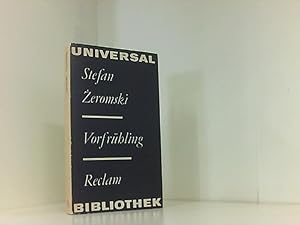 UNIVERSAL
Stefan
Żeromski
Vorfrühling
Reclam
BIBLIOTHEK